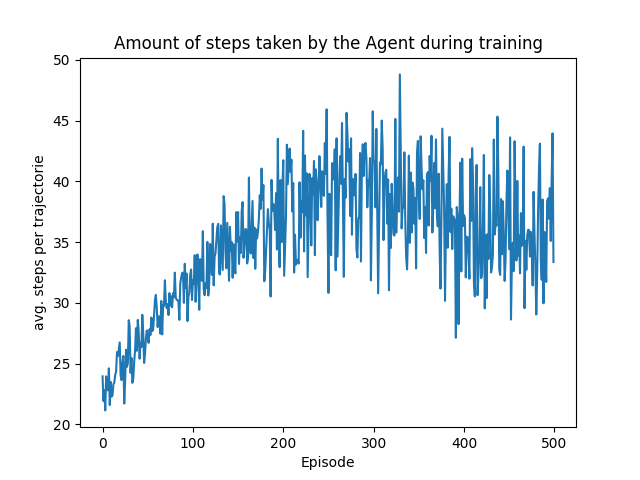 Amount of steps taken by the Agent during training
avg. steps per trajectorie
50
45
40
35
30
25
20
0 100 200 300 400 500
Episode